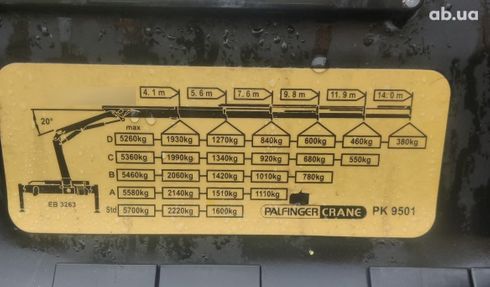 ab.ua
4. 1 m 5. 6 m 7. 6 m 9. 8 m 11. 9 m 14. 0 m
20°
max
D 5260kg 1930kg 1270kg 840kg 600kg 460kg 380kg
C 5360kg 1990kg 1340kg 920kg 680kg 550kg
B 5460kg 2060kg 1420kg 1010kg 780kg
A 5580kg 2140kg 1510kg 1110kg
Std 5700kg 2220kg 1600kg
EB 3263
PALFINGER CRANE PK 9501